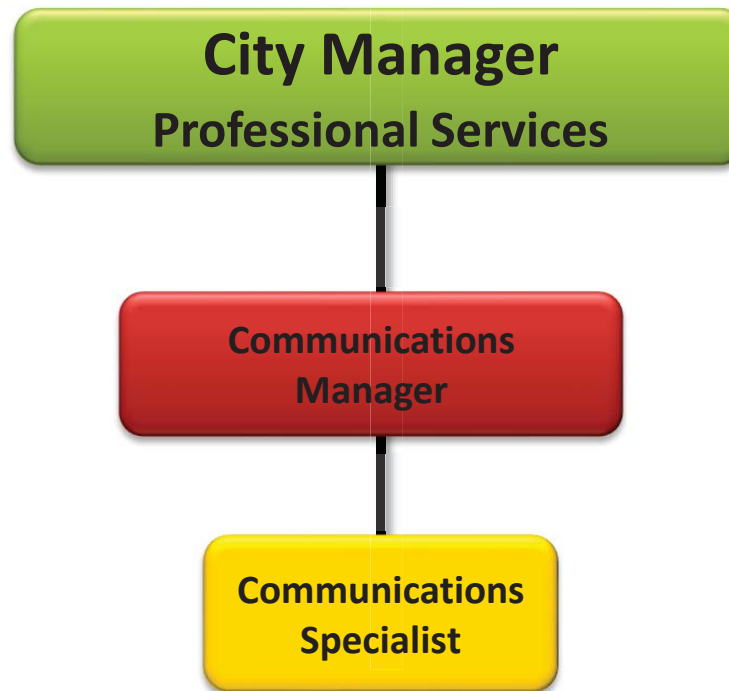 City Manager
Professional Services
Communications
Manager
Communications
Specialist